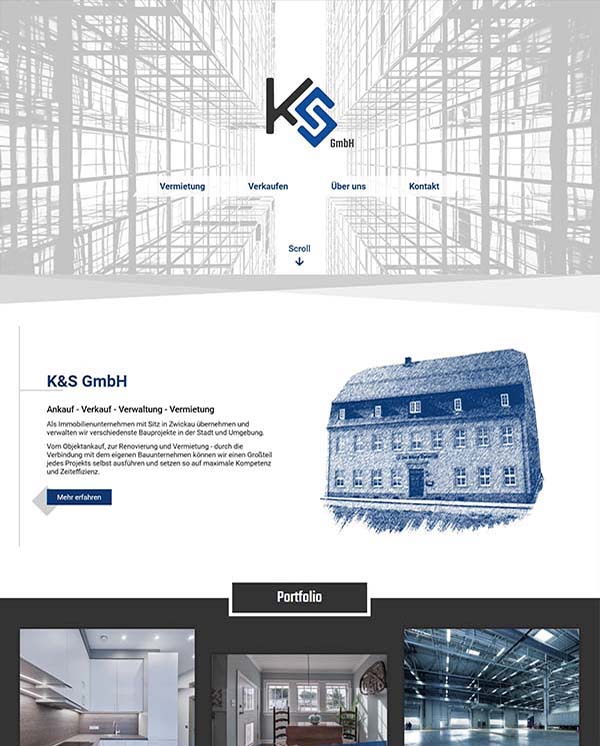 KS
GmbH
Vermietung Verkaufen Über uns Kontakt
Scroll
K&S GmbH
Ankauf - Verkauf - Verwaltung - Vermietung
Als Immobilienunternehmen mit Sitz in Zwickau übernehmen und
verwalten wir verschiedenste Bauprojekte in der Stadt und Umgebung.
Vom Objektankauf, zur Renovierung und Vermietung - durch die
Verbindung mit dem eigenen Bauunternehmen können wir einen Großteil
jedes Projekts selbst ausführen und setzen so auf maximale Kompetenz
und Zeiteffizienz.
Mehr erfahren
Portfolio